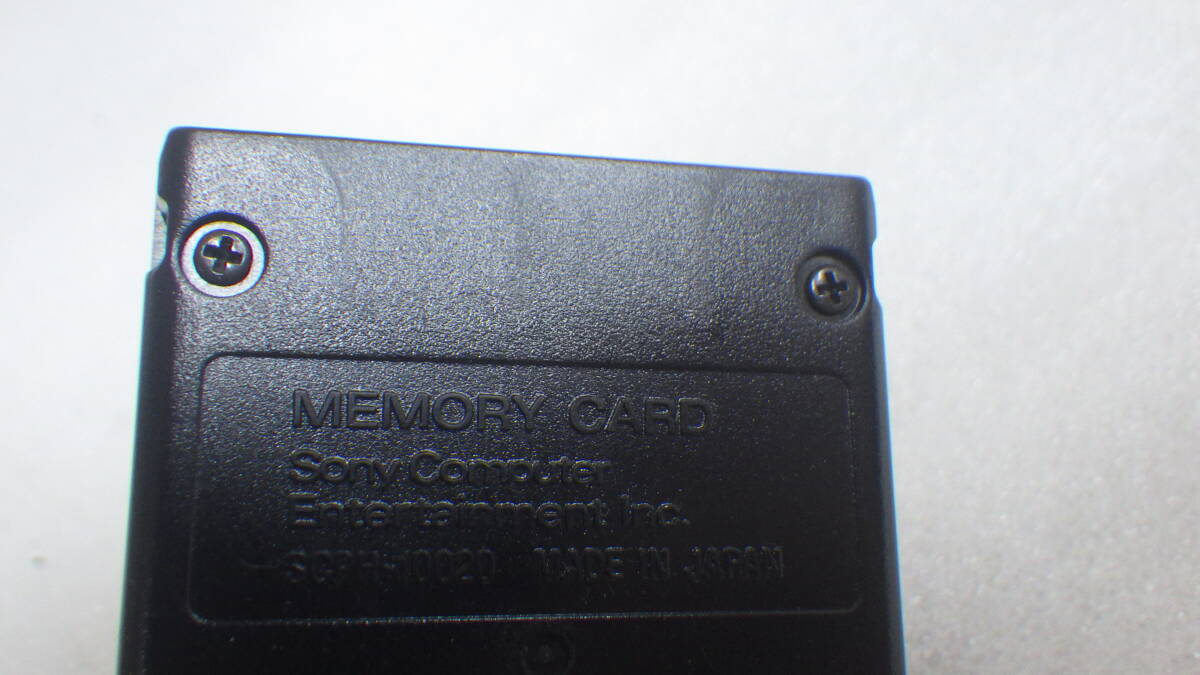 MEMORY CARD
Sony Computer
Entertainment Inc.
SCPH-10020 MADE IN JAPAN